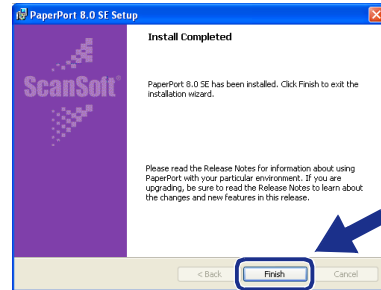 PaperPort 8.0 SE Setup
Install Completed
ScanSoft®
PaperPort 8.0 SE has been installed. Click Finish to exit the
installation wizard.
Please read the Release Notes for information about using
PaperPort with your particular environment. If you are
upgrading, be sure to read the Release Notes to learn about
the changes and new features in this release.
< Back
Finish
Cancel